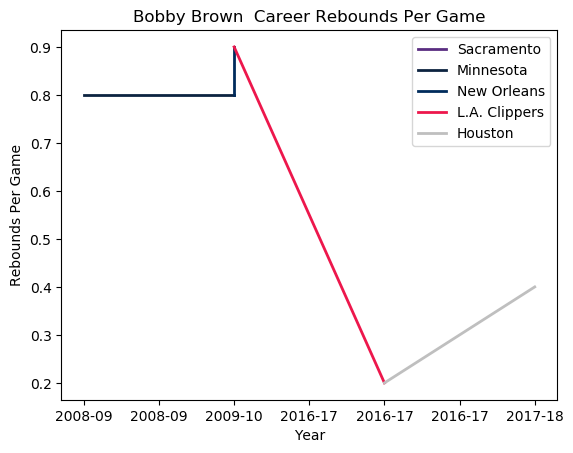 Bobby Brown  Career Rebounds Per Game
Sacramento
Minnesota
New Orleans
L.A. Clippers
Houston
0.9
0.8
0.7
0.6
0.5
0.4
0.3
0.2
Rebounds Per Game
2008-09 2008-09 2009-10 2016-17 2016-17 2016-17 2017-18
Year